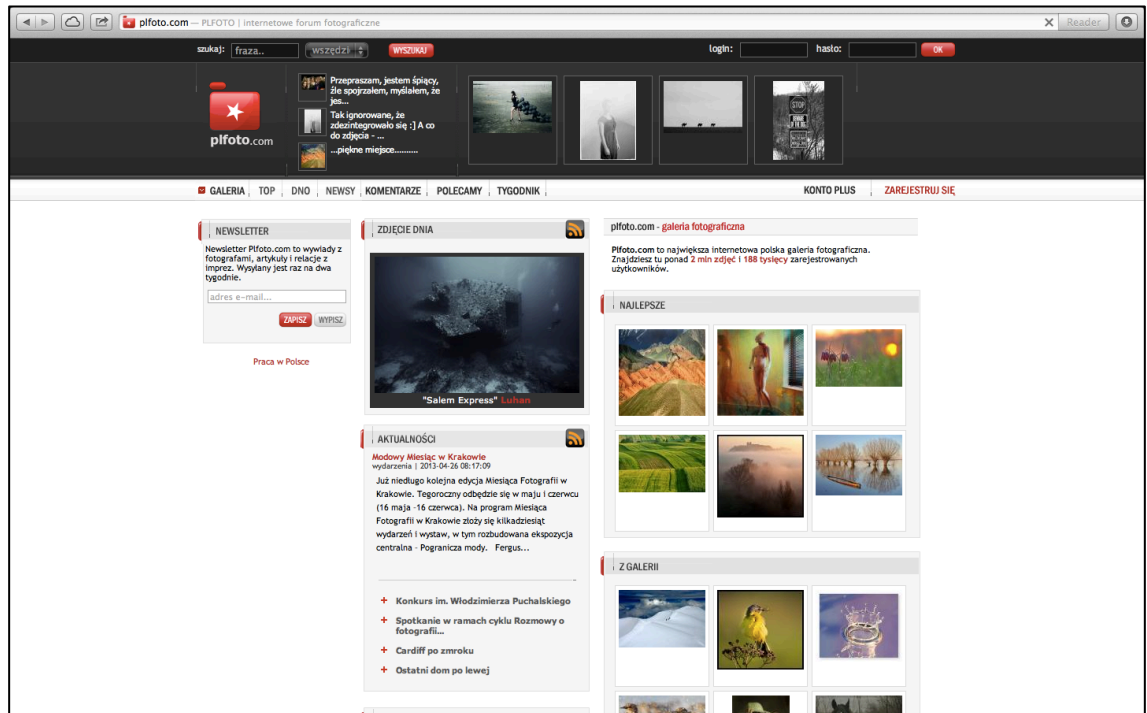 plfoto.com — PLFOTO | internetowe forum fotograficzne
Reader
szukaj:
fraza..
wszędzi
WYSZUKAJ
login:
hasło:
OK
plfoto.com
Przepraszam, jestem śpiący,
źle spojrzałem, myślałem, że
jes...
Tak ignorowane, że
zdezintegrowało się :] A co
do zdjęcia - ...
...piękne miejsce..........
STOP
GALERIA
TOP
DNO
NEWSY
KOMENTARZE
POLECAMY
TYGODNIK
KONTO PLUS
ZAREJESTRUJ SIĘ
NEWSLETTER
Newsletter Plfoto.com to wywiady z
fotografami, artykuły i relacje z
imprez. Wysyłany jest raz na dwa
tygodnie.
adres e-mail...
ZAPISZ
WYPISZ
Praca w Polsce
ZDJĘCIE DNIA
"Salem Express" Luhan
AKTUALNOŚCI
Modowy Miesiąc w Krakowie
wydarzenia | 2013-04-26 08:17:09
Już niedługo kolejna edycja Miesiąca Fotografii w
Krakowie. Tegoroczny odbędzie się w maju i czerwcu
(16 maja -16 czerwca). Na program Miesiąca
Fotografii w Krakowie złoży się kilkadziesiąt
wydarzeń i wystaw, w tym rozbudowana ekspozycja
centralna - Pogranicza mody. Fergus...
+ Konkurs im. Włodzimierza Puchalskiego
+ Spotkanie w ramach cyklu Rozmowy o
fotografii...
+ Cardiff po zmroku
+ Ostatni dom po lewej
plfoto.com - galeria fotograficzna
Plfoto.com to największa internetowa polska galeria fotograficzna.
Znajdziesz tu ponad 2 mln zdjęć i 188 tysięcy zarejestrowanych
użytkowników.
NAJLEPSZE
Z GALERII